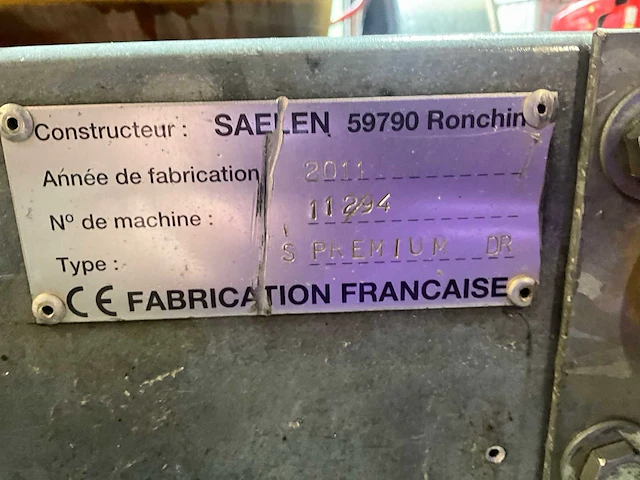 Constructeur : SAELEN 59790 Ronchin
Année de fabrication 2011
N° de machine : 11294
Type : S PREMIUM DR
CE FABRICATION FRANCAISE